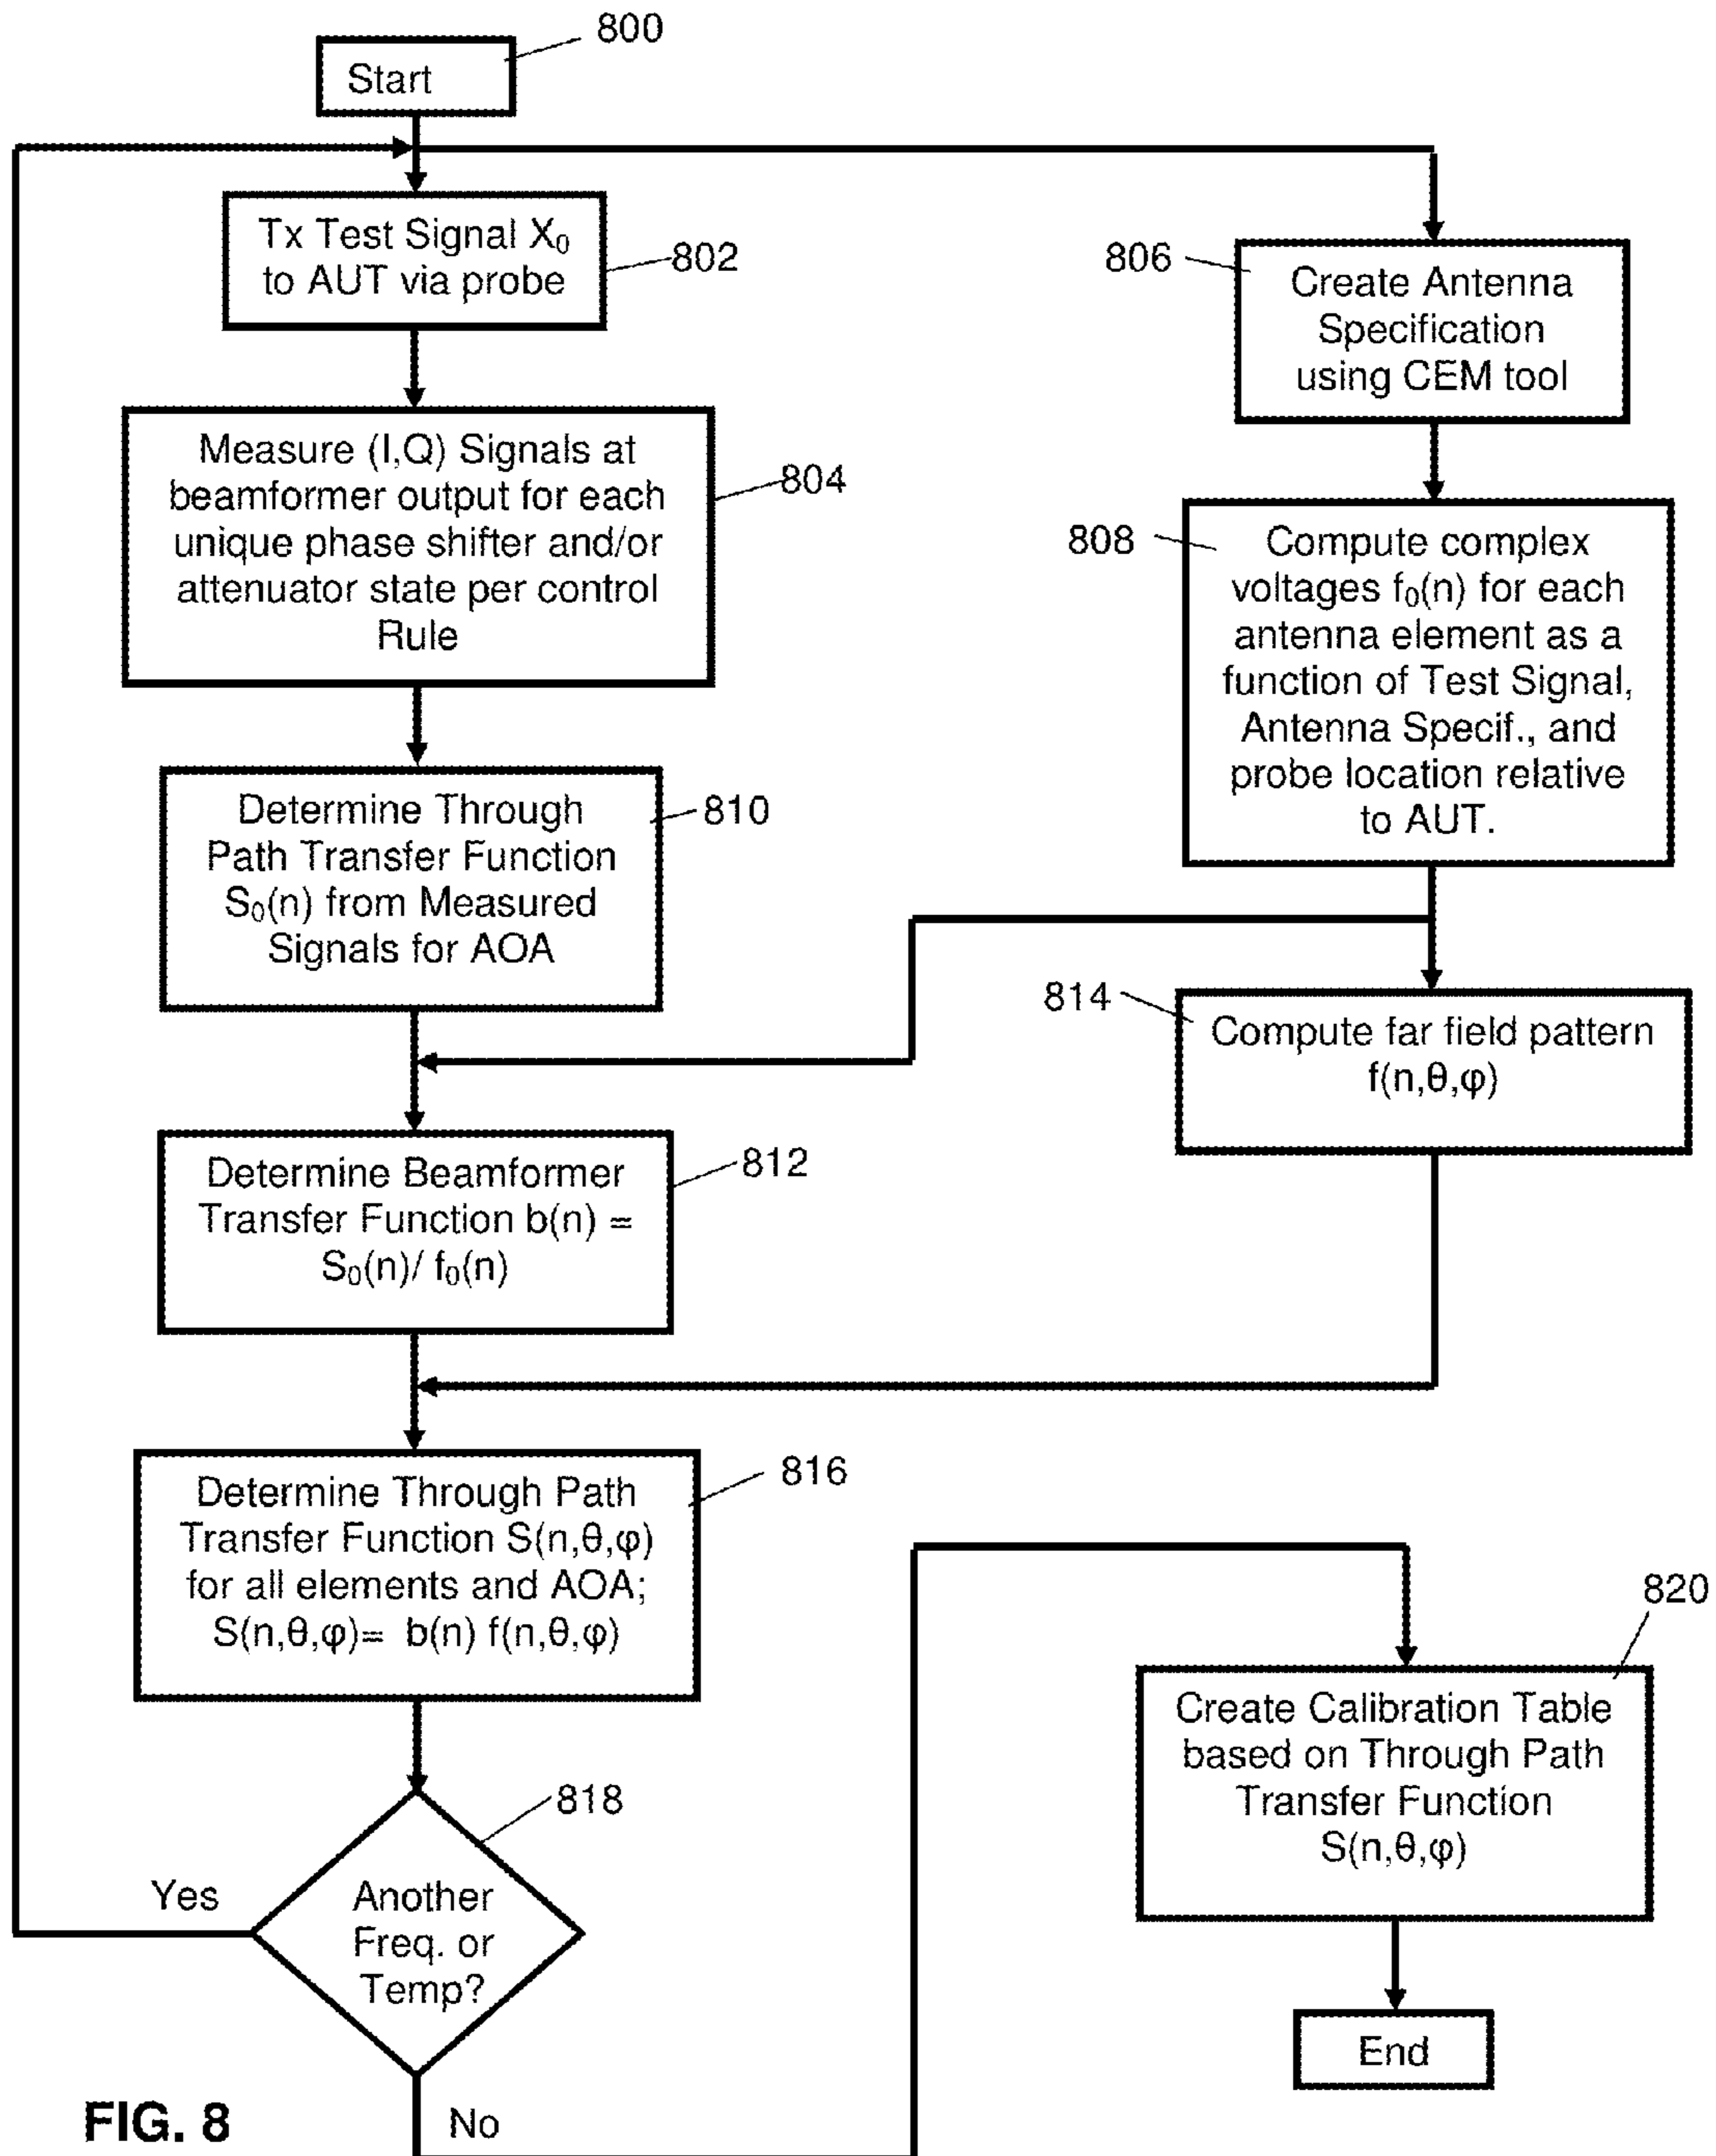 800
Start
Tx Test Signal X₀
to AUT via probe
802
806
Create Antenna
Specification
using CEM tool
Measure (I,Q) Signals at
beamformer output for each
unique phase shifter and/or
attenuator state per control
Rule
804
808
Compute complex
voltages f₀(n) for each
antenna element as a
function of Test Signal,
Antenna Specif., and
probe location relative
to AUT.
Determine Through
Path Transfer Function
S₀(n) from Measured
Signals for AOA
810
814
Compute far field pattern
f(n,θ,φ)
Determine Beamformer
Transfer Function b(n) =
S₀(n)/ f₀(n)
812
Determine Through Path
Transfer Function S(n,θ,φ)
for all elements and AOA;
S(n,θ,φ)= b(n) f(n,θ,φ)
816
820
Create Calibration Table
based on Through Path
Transfer Function
S(n,θ,φ)
818
Yes
Another
Freq. or
Temp?
End
No
FIG. 8